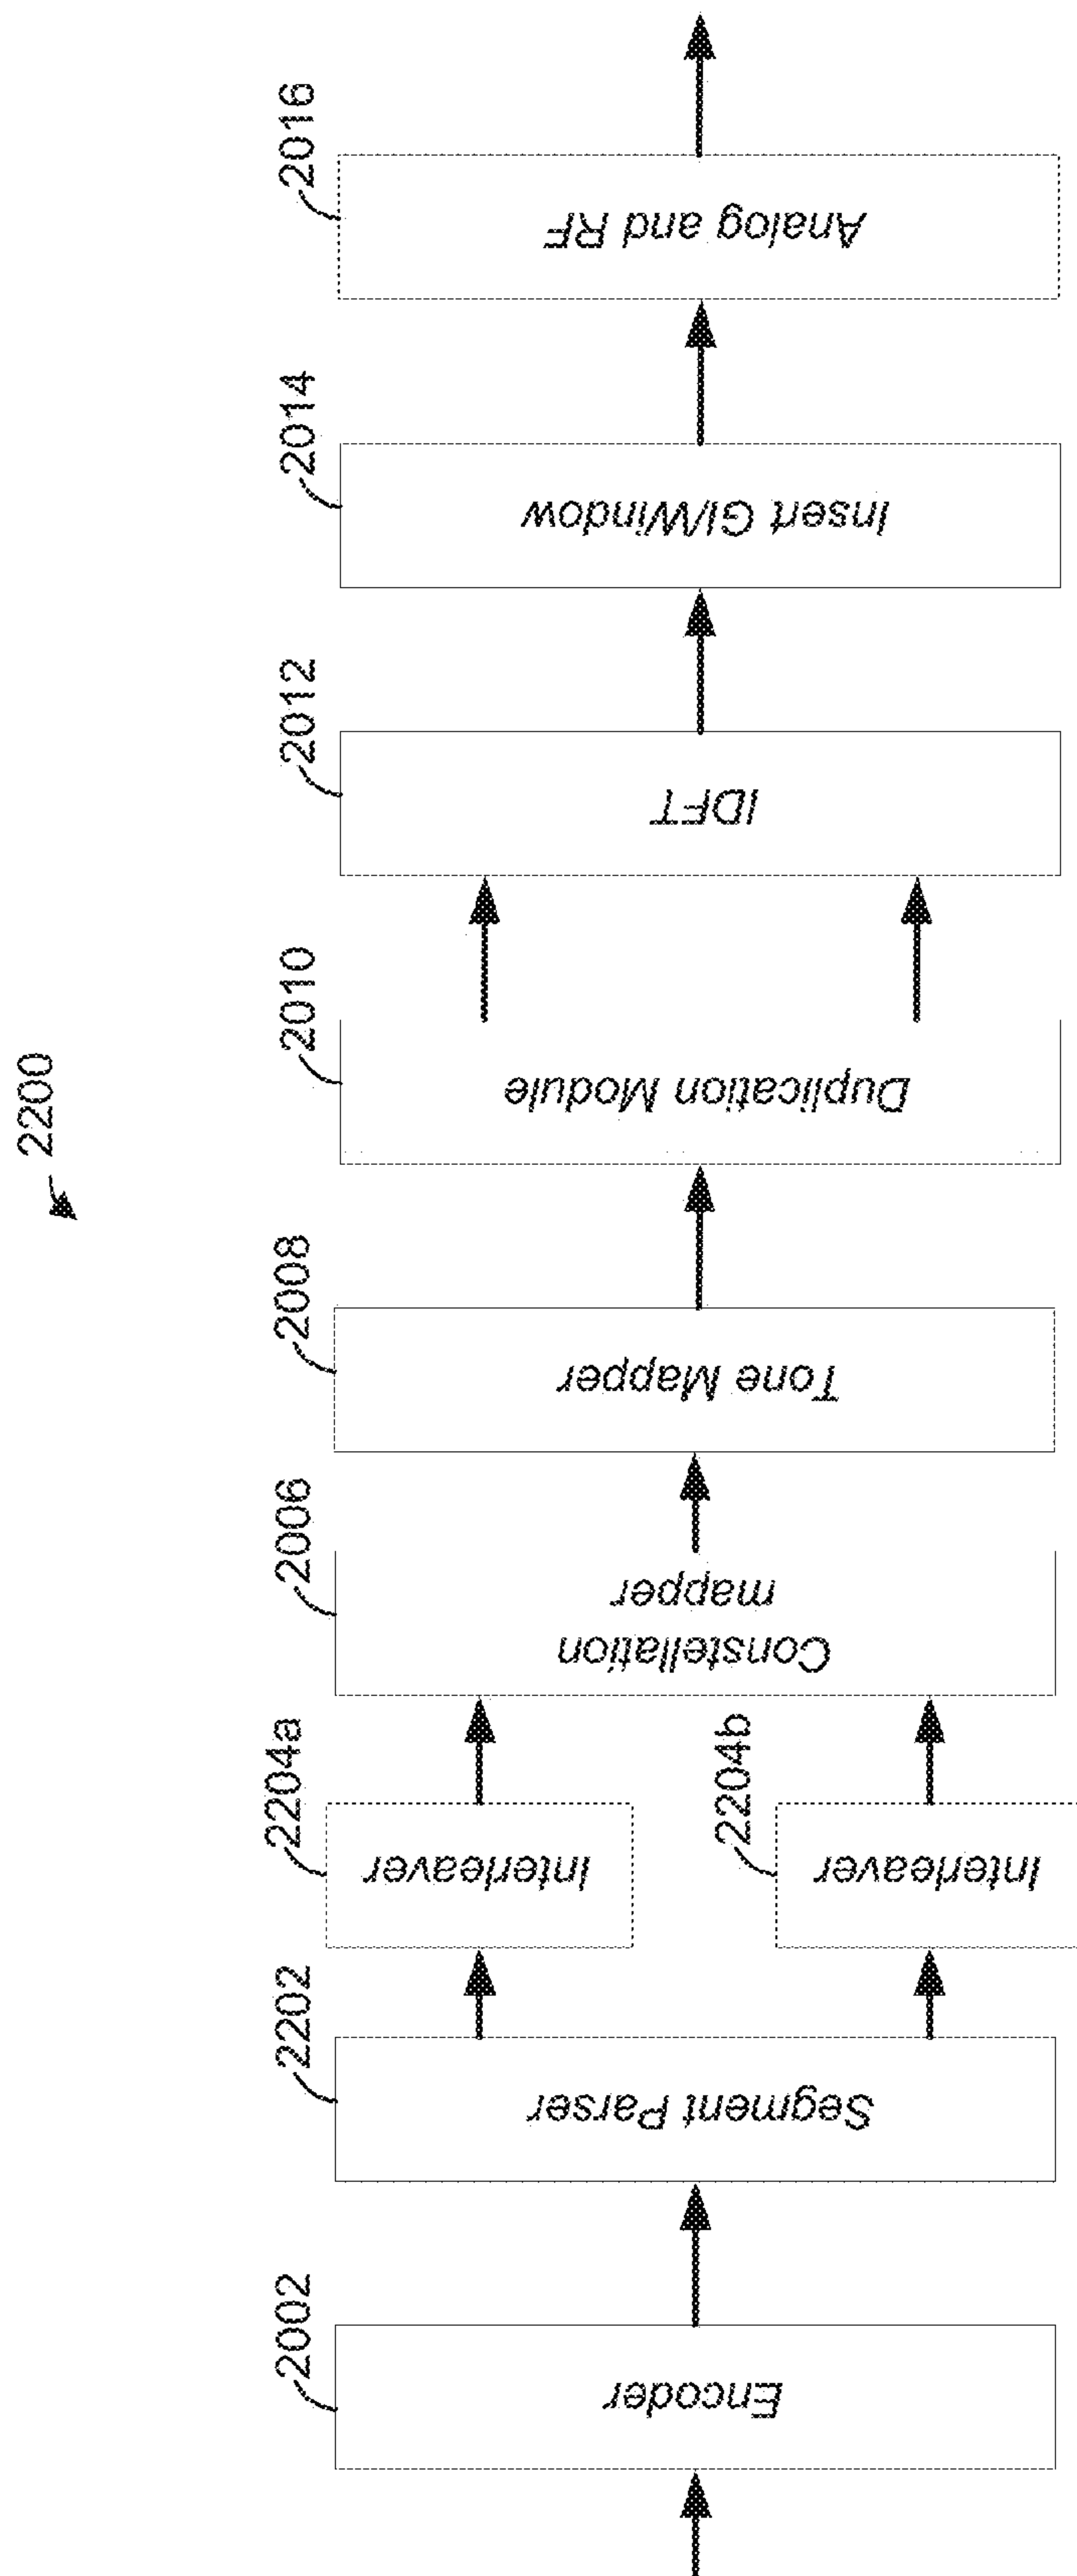 2200
2002
Encoder
2202
Segment Parser
2204a
Interleaver
2204b
Interleaver
2006
Constellation
mapper
2008
Tone Mapper
2010
Duplication Module
2012
IDFT
2014
Insert GI/Window
2016
Analog and RF